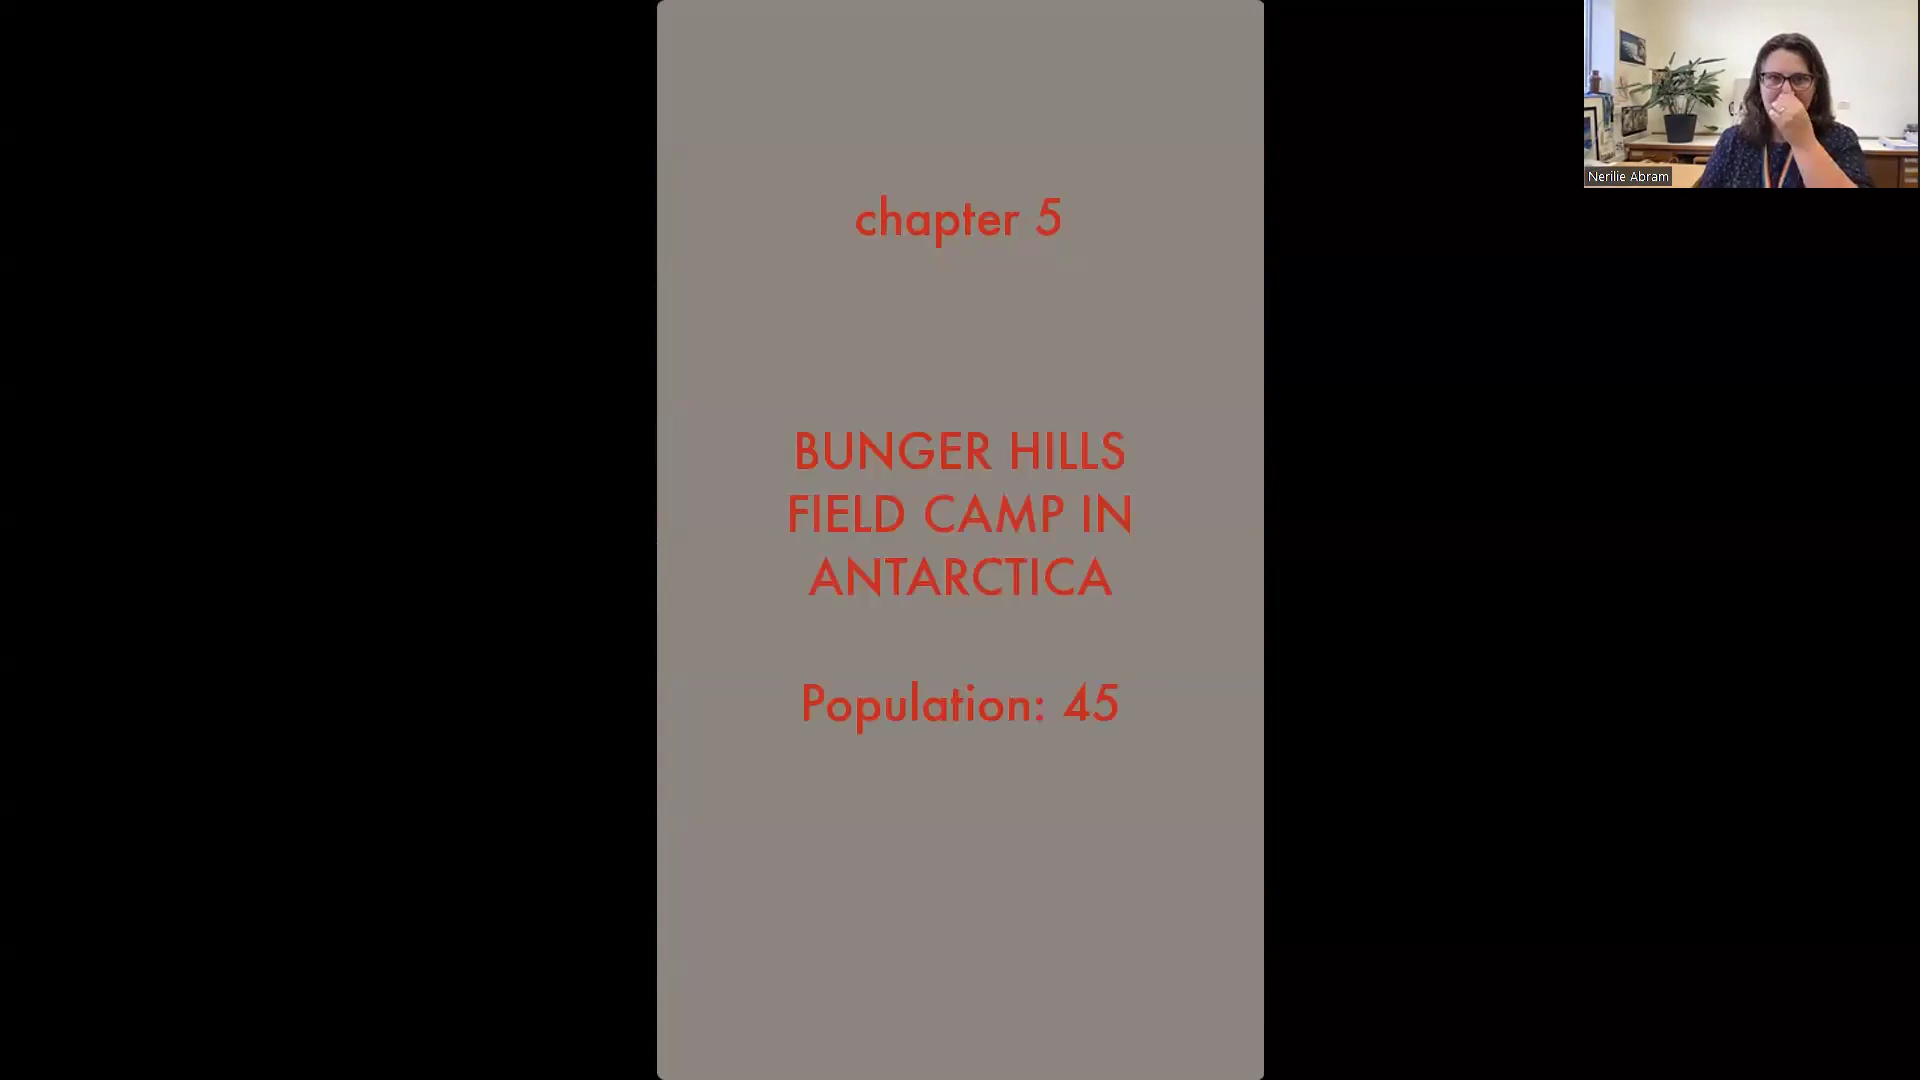 chapter 5
BUNGER HILLS
FIELD CAMP IN
ANTARCTICA
Population: 45
Nerilie Abram